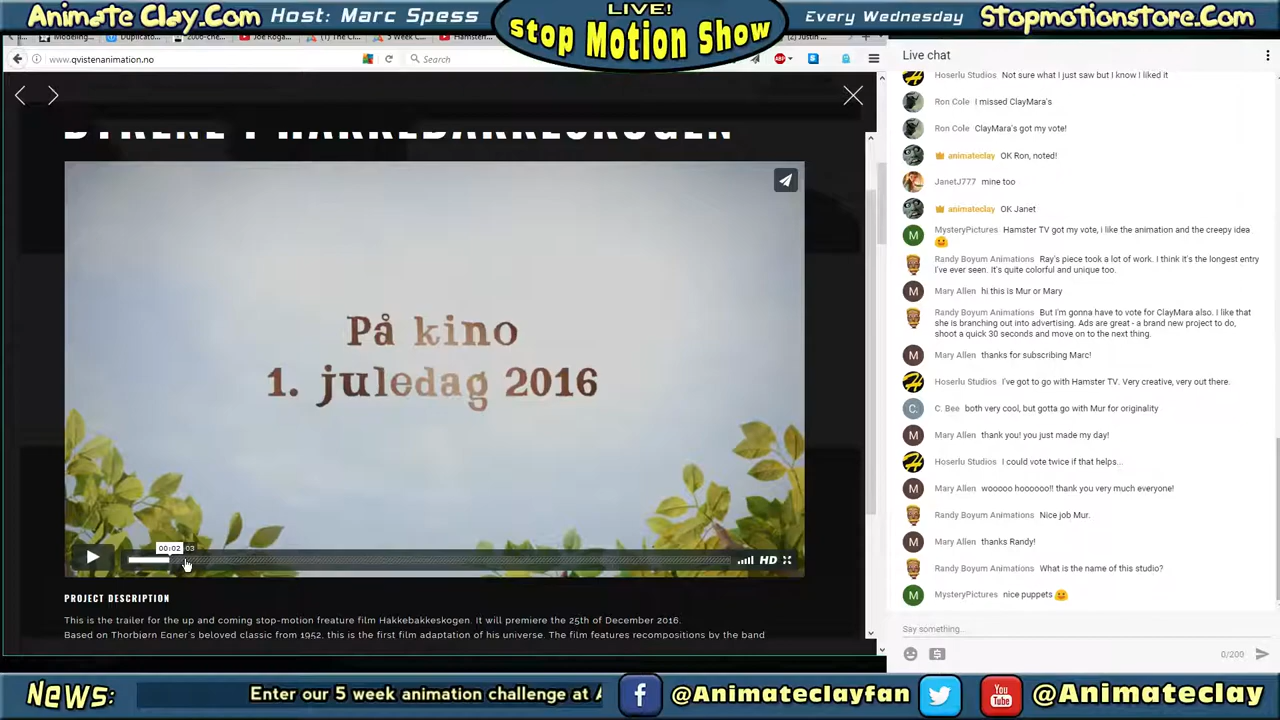 Animate Clay.Com Host: Marc Spess
LIVE!
Stop Motion Show
Every Wednesday Stopmotionstore.Com
www.qvistenanimation.no
Search
På kino
1. juledag 2016
00:02
03
HD
PROJECT DESCRIPTION
This is the trailer for the up and coming stop-motion freature film Hakkebakkeskogen. It will premiere the 25th of December 2016.
Based on Thorbjørn Egner's beloved classic from 1952, this is the first film adaptation of his universe. The film features recompositions by the band
Live chat
Hoserlu Studios Not sure what I just saw but I know I liked it
Ron Cole I missed ClayMara's
Ron Cole ClayMara's got my vote!
animateclay OK Ron, noted!
JanetJ777 mine too
animateclay OK Janet
MysteryPictures Hamster TV got my vote, i like the animation and the creepy idea
Randy Boyum Animations Ray's piece took a lot of work. I think it's the longest entry
I've ever seen. It's quite colorful and unique too.
M Mary Allen hi this is Mur or Mary
Randy Boyum Animations But I'm gonna have to vote for ClayMara also. I like that
she is branching out into advertising. Ads are great - a brand new project to do,
shoot a quick 30 seconds and move on to the next thing.
M Mary Allen thanks for subscribing Marc!
Hoserlu Studios I've got to go with Hamster TV. Very creative, very out there.
C. C. Bee both very cool, but gotta go with Mur for originality
M Mary Allen thank you! you just made my day!
Hoserlu Studios I could vote twice if that helps...
M Mary Allen wooooo hoooooo!! thank you very much everyone!
Randy Boyum Animations Nice job Mur.
M Mary Allen thanks Randy!
Randy Boyum Animations What is the name of this studio?
M MysteryPictures nice puppets
Say something...
0/200
News: Enter our 5 week animation challenge at
@Animateclayfan
You Tube @Animateclay